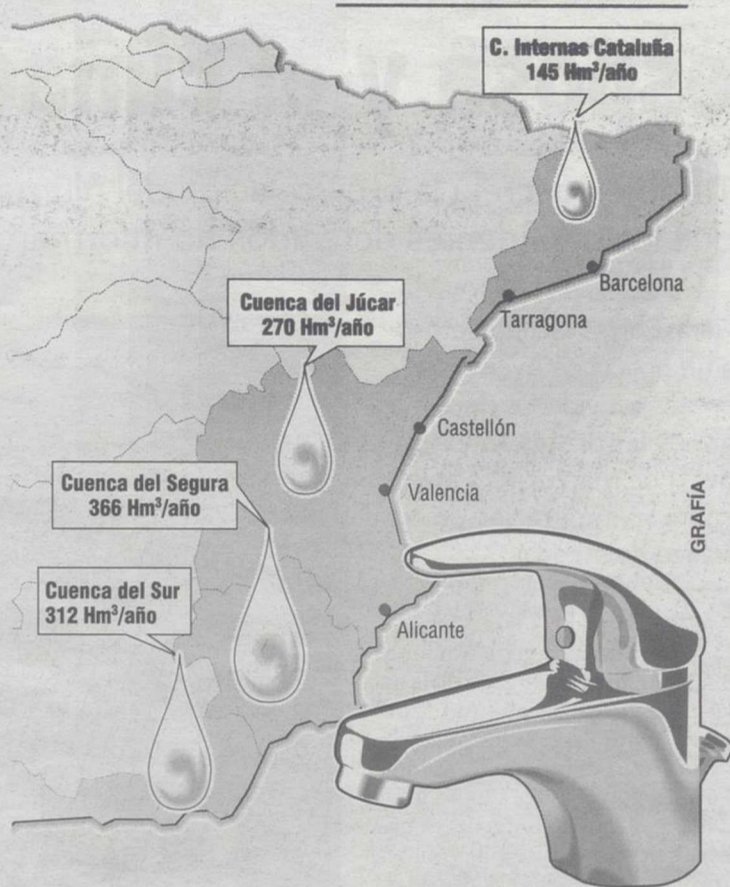 C. Internas Cataluña
145 Hm³/año
Barcelona
Tarragona
Cuenca del Júcar
270 Hm³/año
Castellón
Valencia
Cuenca del Segura
366 Hm³/año
Cuenca del Sur
312 Hm³/año
Alicante
GRAFÍA